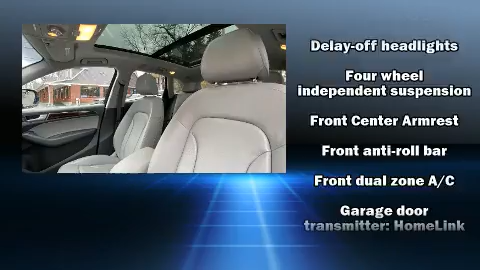 Delay-off headlights
Four wheel
independent suspension
Front Center Armrest
Front anti-roll bar
Front dual zone A/C
Garage door
transmitter: HomeLink